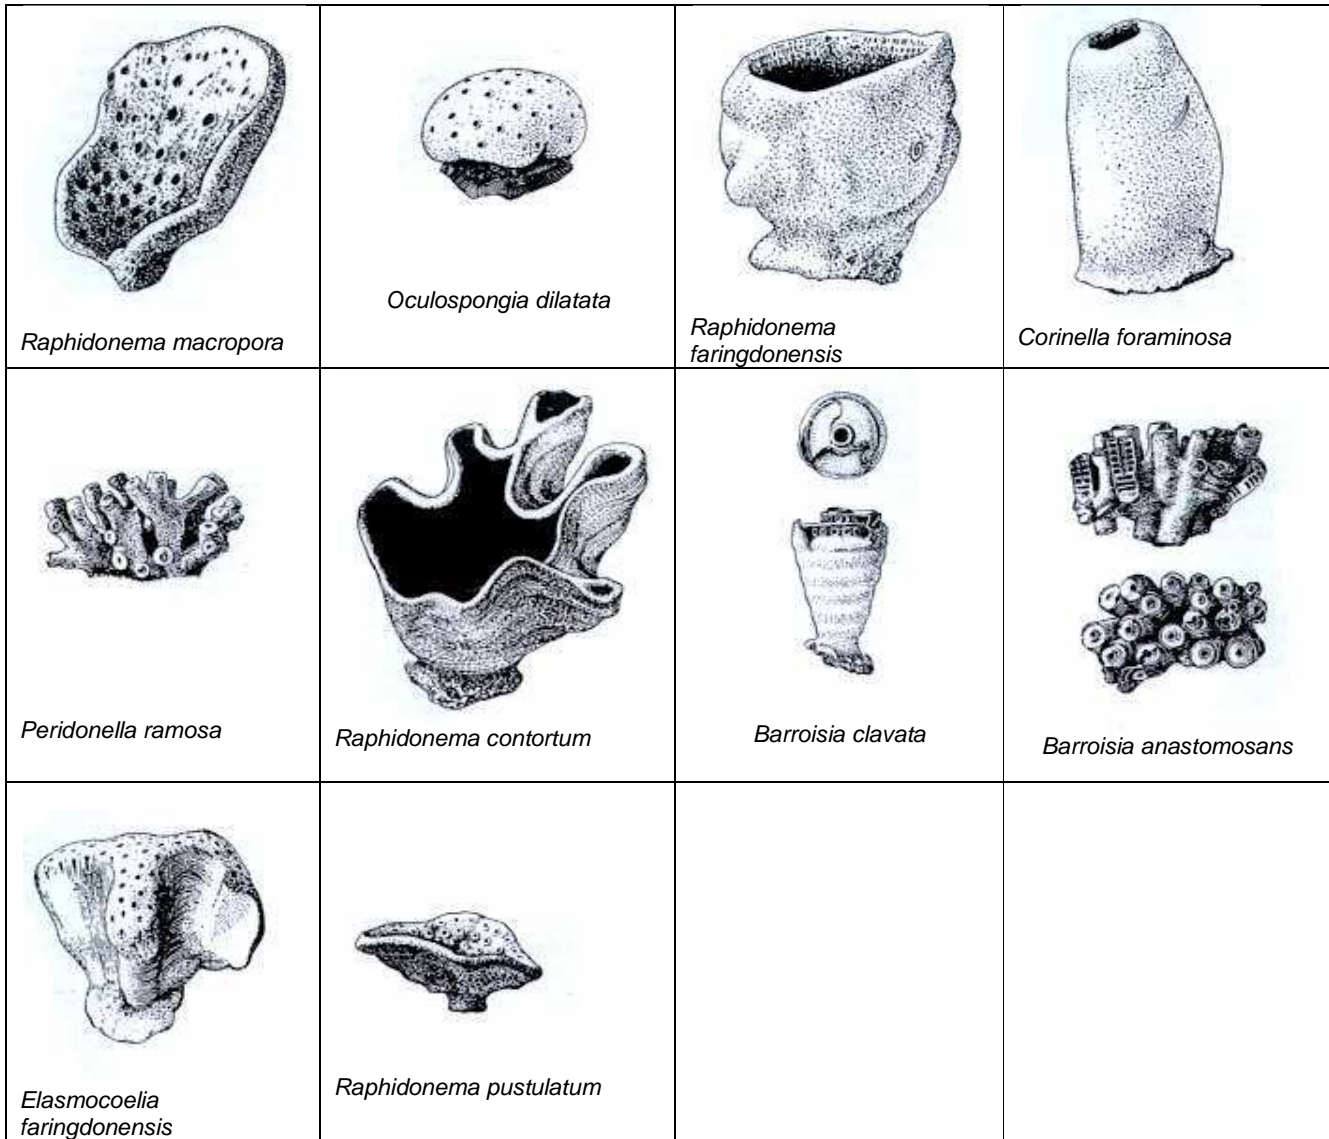 Raphidonema macropora
Oculospongia dilatata
Raphidonema
faringdonensis
Corinella foraminosa
Peridonella ramosa
Raphidonema contortum
Barroisia clavata
Barroisia anastomosans
Elasmocoelia
faringdonensis
Raphidonema pustulatum